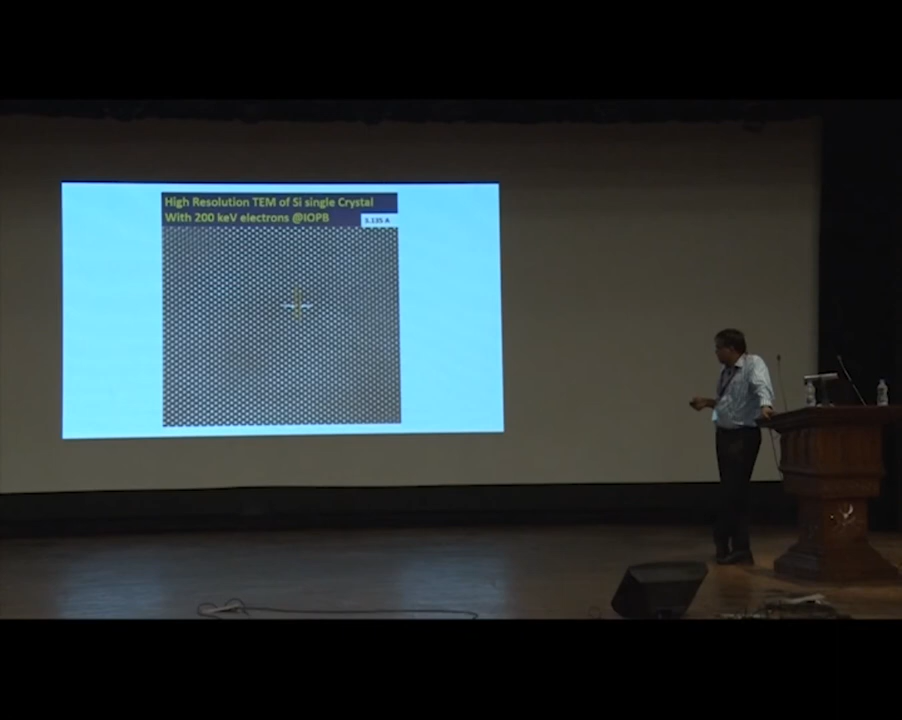 High Resolution TEM of Si single Crystal
With 200 keV electrons @IOPB
3.135 A